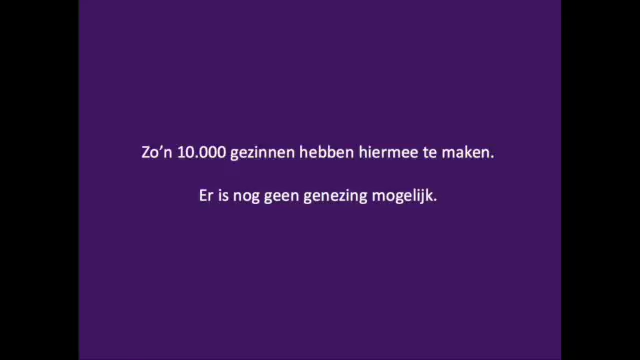 Zo’n 10.000 gezinnen hebben hiermee te maken.
Er is nog geen genezing mogelijk.